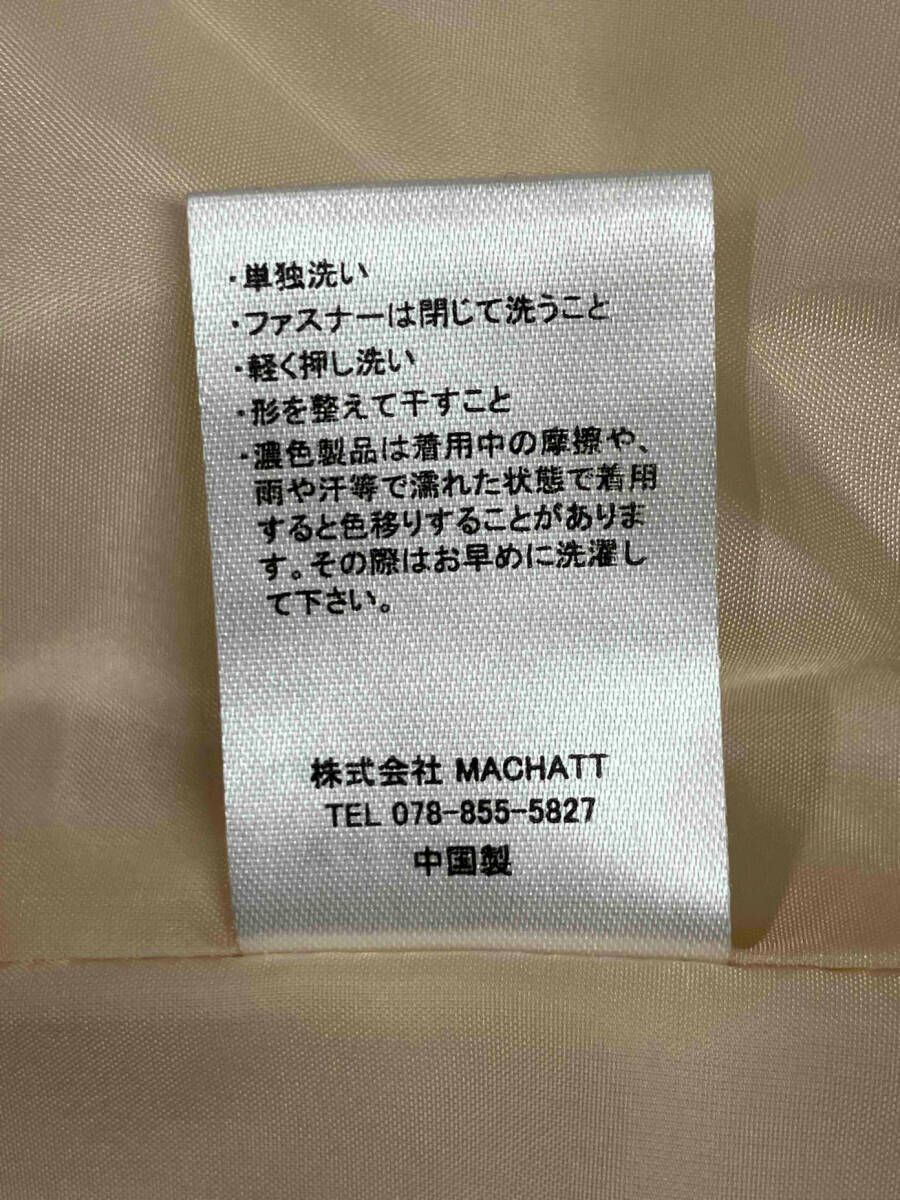 ・単独洗い
・ファスナーは閉じて洗うこと
・軽く押し洗い
・形を整えて干すこと
・濃色製品は着用中の摩擦や、
雨や汗等で濡れた状態で着用
すると色移りすることがありま
す。その際はお早めに洗濯し
て下さい。
株式会社 MACHATT
TEL 078-855-5827
中国製